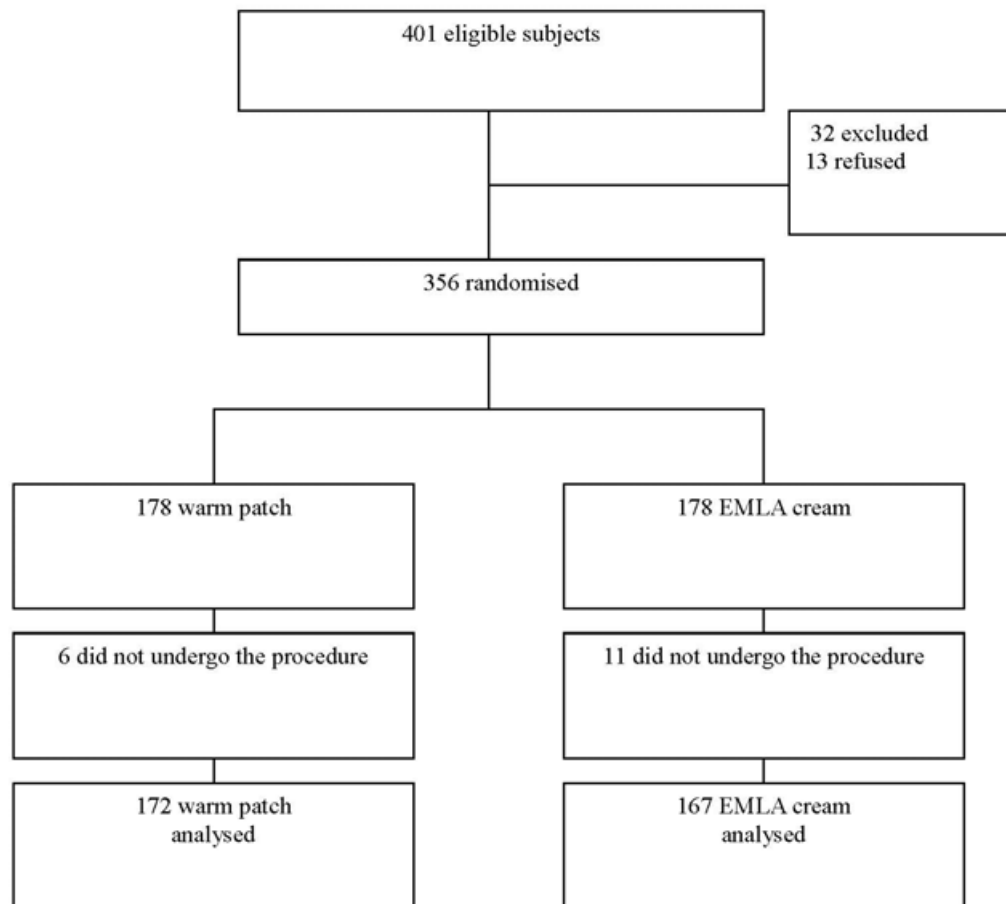 401 eligible subjects
32 excluded
13 refused
356 randomised
178 warm patch
178 EMLA cream
6 did not undergo the procedure
11 did not undergo the procedure
172 warm patch
analysed
167 EMLA cream
analysed